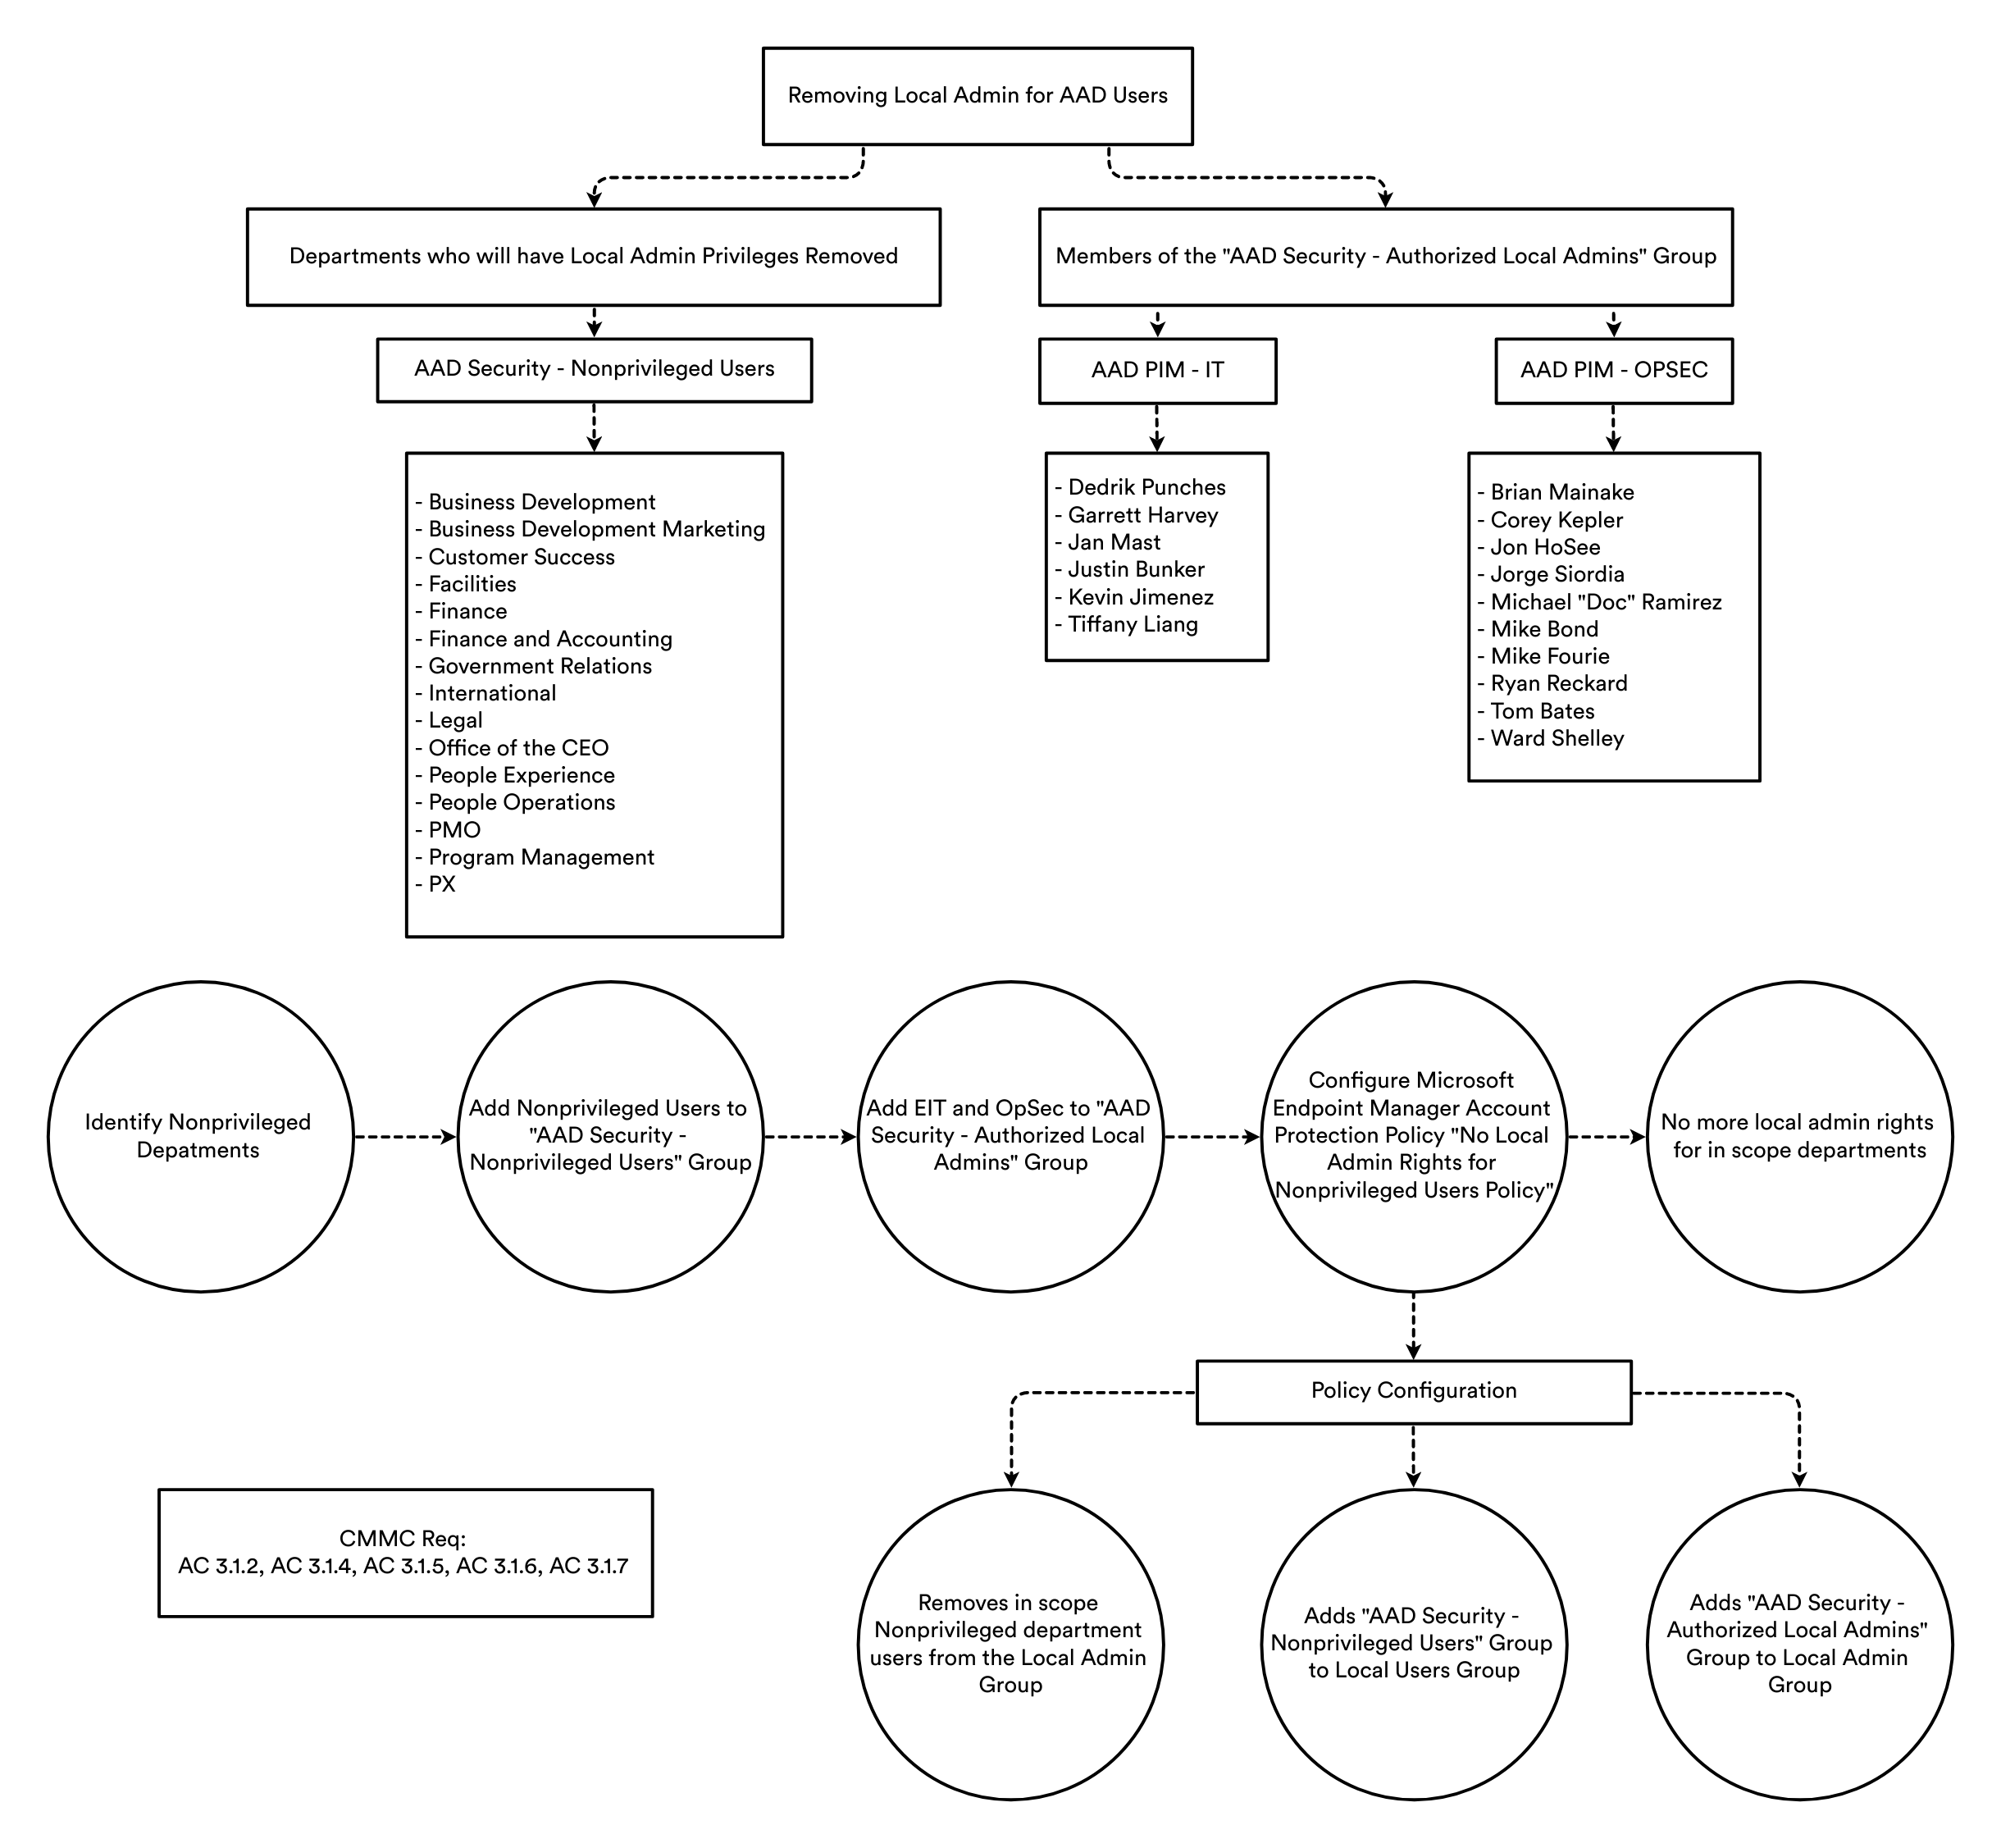 Removing Local Admin for AAD Users
Departments who will have Local Admin Privileges Removed
Members of the "AAD Security - Authorized Local Admins" Group
AAD Security - Nonprivileged Users
AAD PIM - IT
AAD PIM - OPSEC
- Business Development
- Business Development Marketing
- Customer Success
- Facilities
- Finance
- Finance and Accounting
- Government Relations
- International
- Legal
- Office of the CEO
- People Experience
- People Operations
- PMO
- Program Management
- PX
- Dedrik Punches
- Garrett Harvey
- Jan Mast
- Justin Bunker
- Kevin Jimenez
- Tiffany Liang
- Brian Mainake
- Corey Kepler
- Jon HoSee
- Jorge Siordia
- Michael "Doc" Ramirez
- Mike Bond
- Mike Fourie
- Ryan Reckard
- Tom Bates
- Ward Shelley
Identify Nonprivileged
Depatments
Add Nonprivileged Users to
"AAD Security -
Nonprivileged Users" Group
Add EIT and OpSec to "AAD
Security - Authorized Local
Admins" Group
Configure Microsoft
Endpoint Manager Account
Protection Policy "No Local
Admin Rights for
Nonprivileged Users Policy"
No more local admin rights
for in scope departments
Policy Configuration
CMMC Req:
AC 3.1.2, AC 3.1.4, AC 3.1.5, AC 3.1.6, AC 3.1.7
Removes in scope
Nonprivileged department
users from the Local Admin
Group
Adds "AAD Security -
Nonprivileged Users" Group
to Local Users Group
Adds "AAD Security -
Authorized Local Admins"
Group to Local Admin
Group